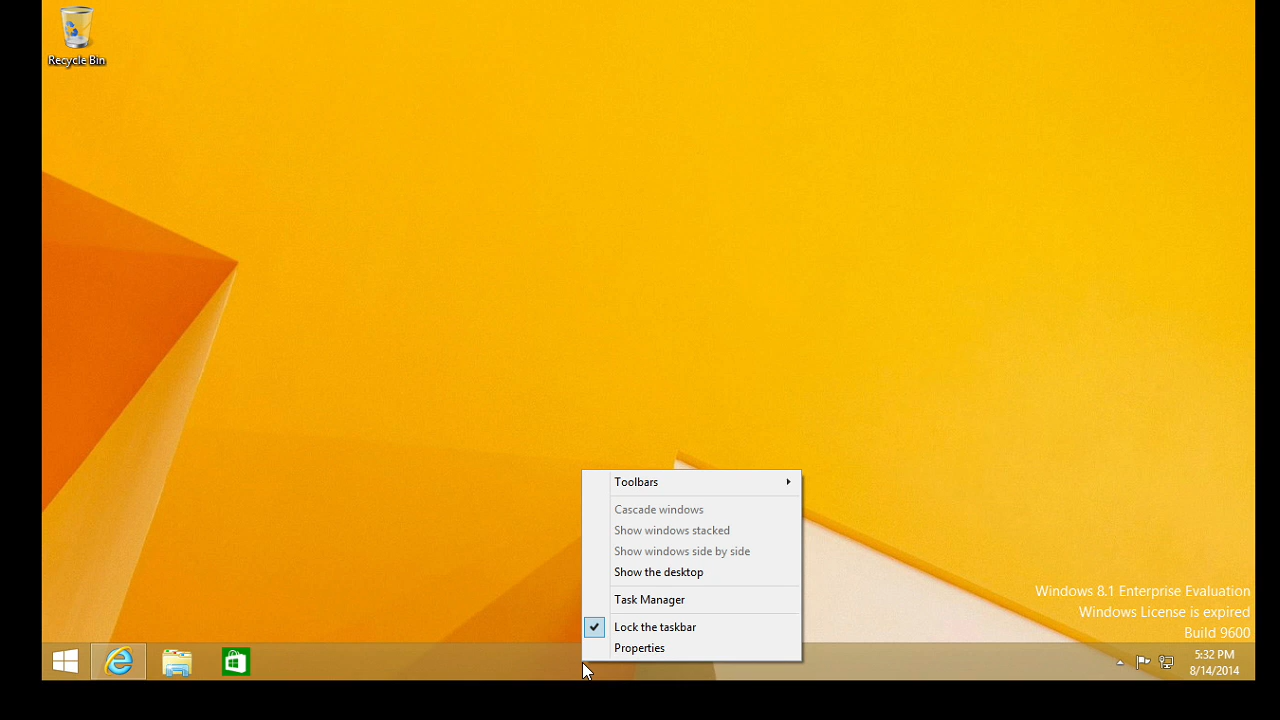 Recycle Bin
Toolbars
Cascade windows
Show windows stacked
Show windows side by side
Show the desktop
Task Manager
Lock the taskbar
Properties
Windows 8.1 Enterprise Evaluation
Windows License is expired
Build 9600
5:32 PM
8/14/2014